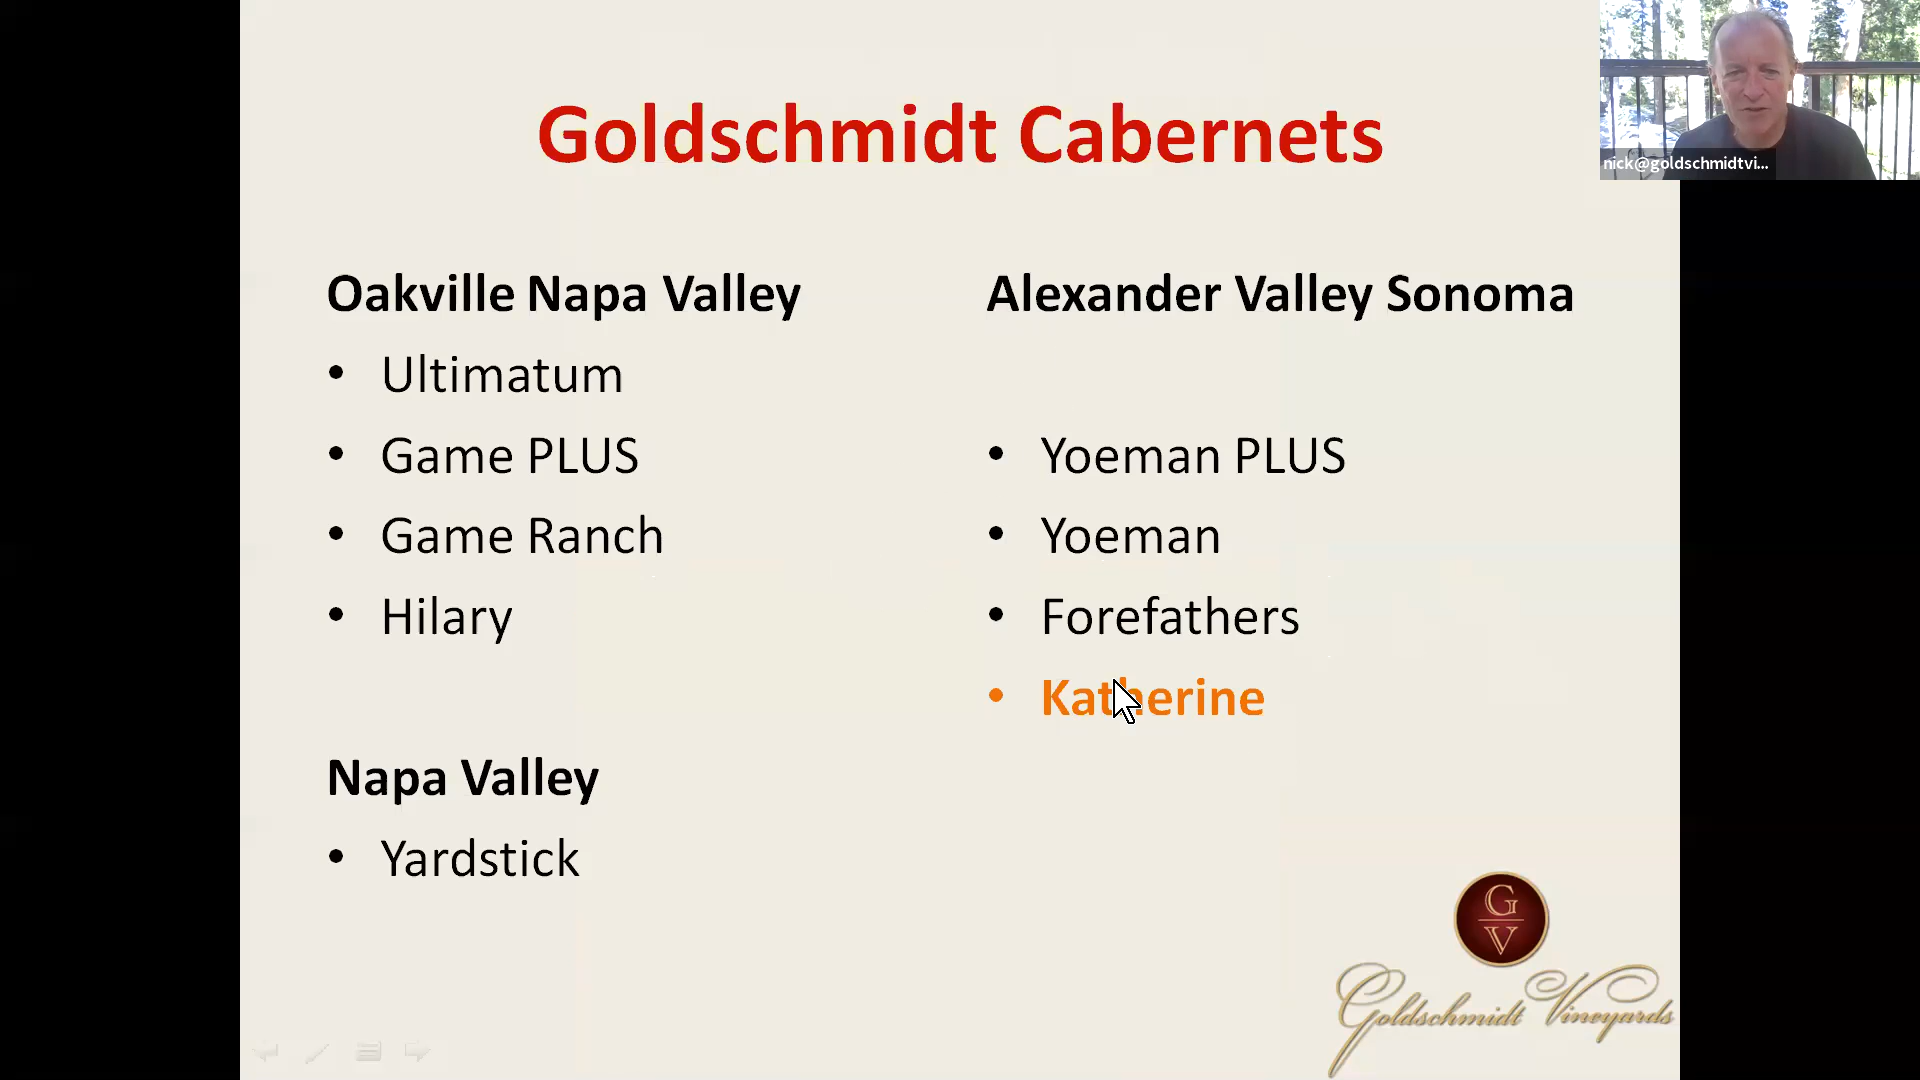 Goldschmidt Cabernets
nick@goldschmidtvi...
Oakville Napa Valley
• Ultimatum
• Game PLUS
• Game Ranch
• Hilary
Napa Valley
• Yardstick
Alexander Valley Sonoma
• Yoeman PLUS
• Yoeman
• Forefathers
• Katherine
G
V
Goldschmidt Vineyards